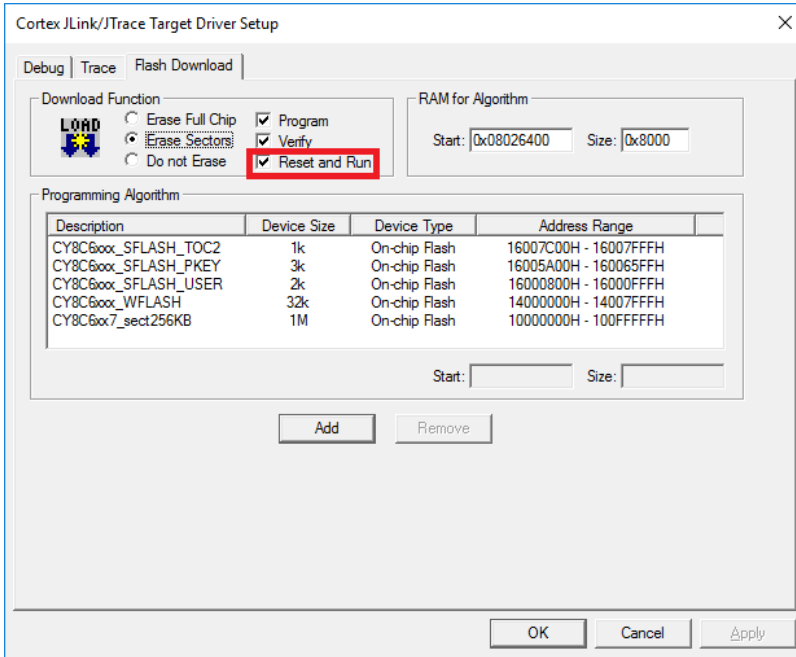 Cortex JLink/JTrace Target Driver Setup
Debug Trace Flash Download
Download Function
LOAD
Erase Full Chip
Erase Sectors
Do not Erase
Program
Verify
Reset and Run
RAM for Algorithm
Start: 0x08026400 Size: 0x8000
Programming Algorithm
Description Device Size Device Type Address Range
CY8C6xxx_SFLASH_TOC2 1k On-chip Flash 16007C00H - 16007FFFH
CY8C6xxx_SFLASH_PKEY 3k On-chip Flash 16005A00H - 160065FFH
CY8C6xxx_SFLASH_USER 2k On-chip Flash 16000800H - 16000FFFH
CY8C6xxx_WFLASH 32k On-chip Flash 14000000H - 14007FFFH
CY8C6xx7_sect256KB 1M On-chip Flash 10000000H - 100FFFFFH
Start: Size:
Add Remove
OK Cancel Apply